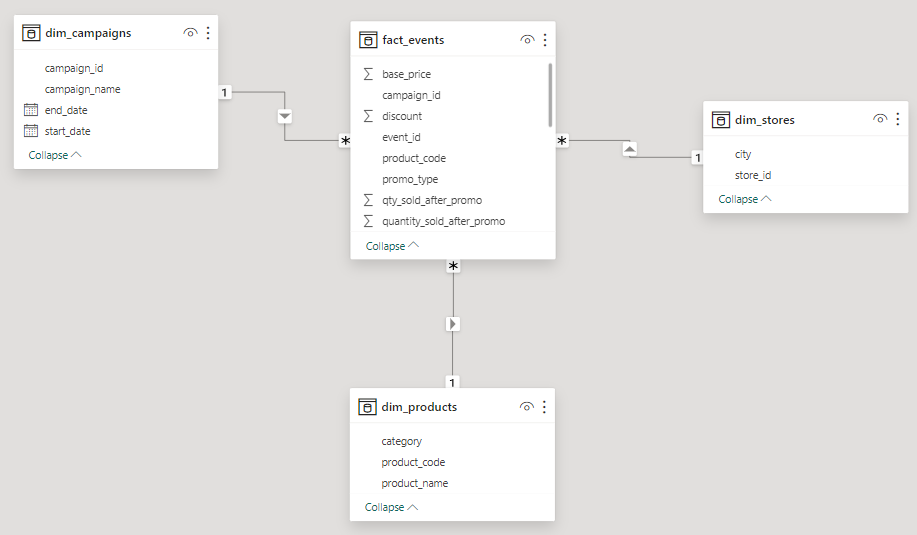 dim_campaigns
campaign_id
campaign_name
end_date
start_date
Collapse
1
*
fact_events
Σ base_price
campaign_id
Σ discount
event_id
product_code
promo_type
Σ qty_sold_after_promo
Σ quantity_sold_after_promo
Collapse
*
1
dim_stores
city
store_id
Collapse
*
1
dim_products
category
product_code
product_name
Collapse